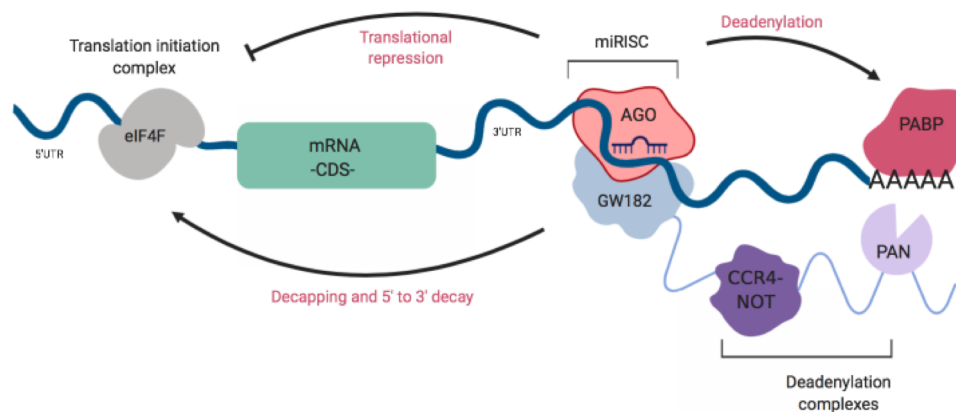 Deadenylation
Translational
repression
miRISC
Translation initiation
complex
AGO
PABP
eIF4F
3'UTR
mRNA
-CDS-
5'UTR
AAAAA
GW182
PAN
CCR4-
NOT
Decapping and 5' to 3' decay
Deadenylation
complexes